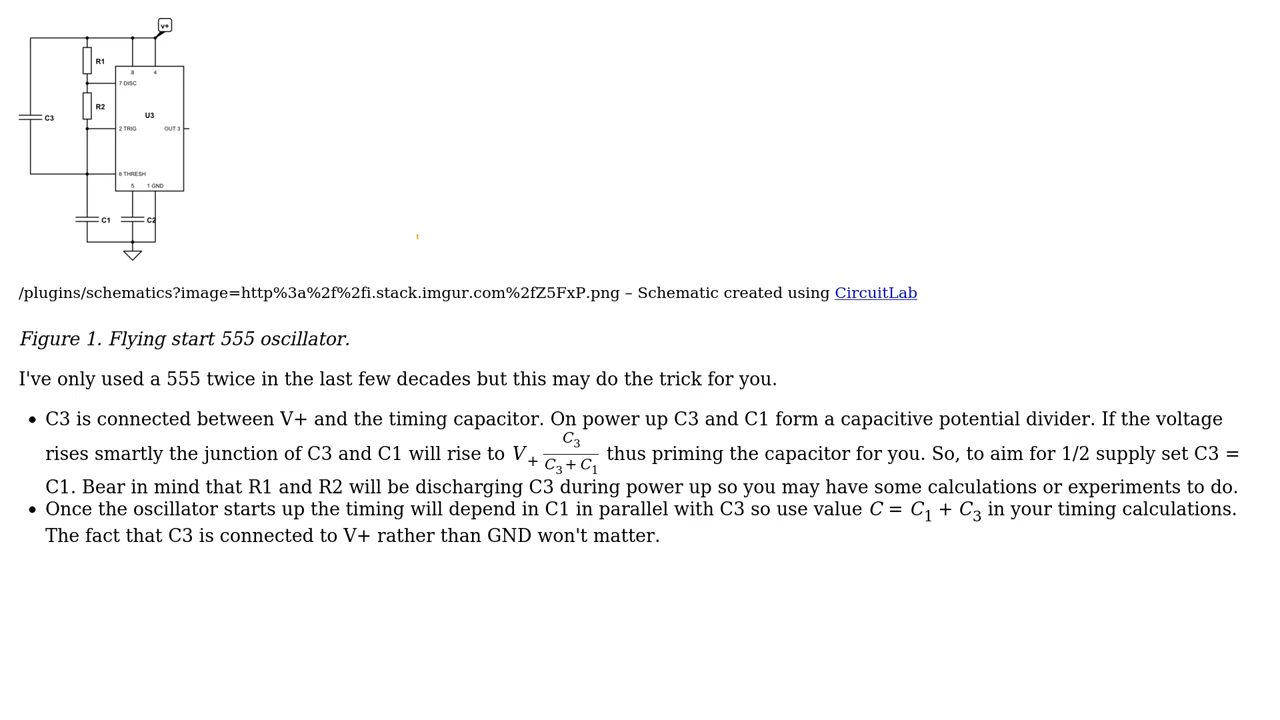 v+
R1
8 4
7 DISC
R2
U3
C3
2 TRIG OUT 3
6 THRESH
5 1 GND
C1 C2
/plugins/schematics?image=http%3a%2f%2fi.stack.imgur.com%2fZ5FxP.png – Schematic created using CircuitLab
Figure 1. Flying start 555 oscillator.
I've only used a 555 twice in the last few decades but this may do the trick for you.
• C3 is connected between V+ and the timing capacitor. On power up C3 and C1 form a capacitive potential divider. If the voltage
rises smartly the junction of C3 and C1 will rise to V₊ C₃/(C₃ + C₁) thus priming the capacitor for you. So, to aim for 1/2 supply set C3 =
C1. Bear in mind that R1 and R2 will be discharging C3 during power up so you may have some calculations or experiments to do.
• Once the oscillator starts up the timing will depend in C1 in parallel with C3 so use value C = C₁ + C₃ in your timing calculations.
The fact that C3 is connected to V+ rather than GND won't matter.